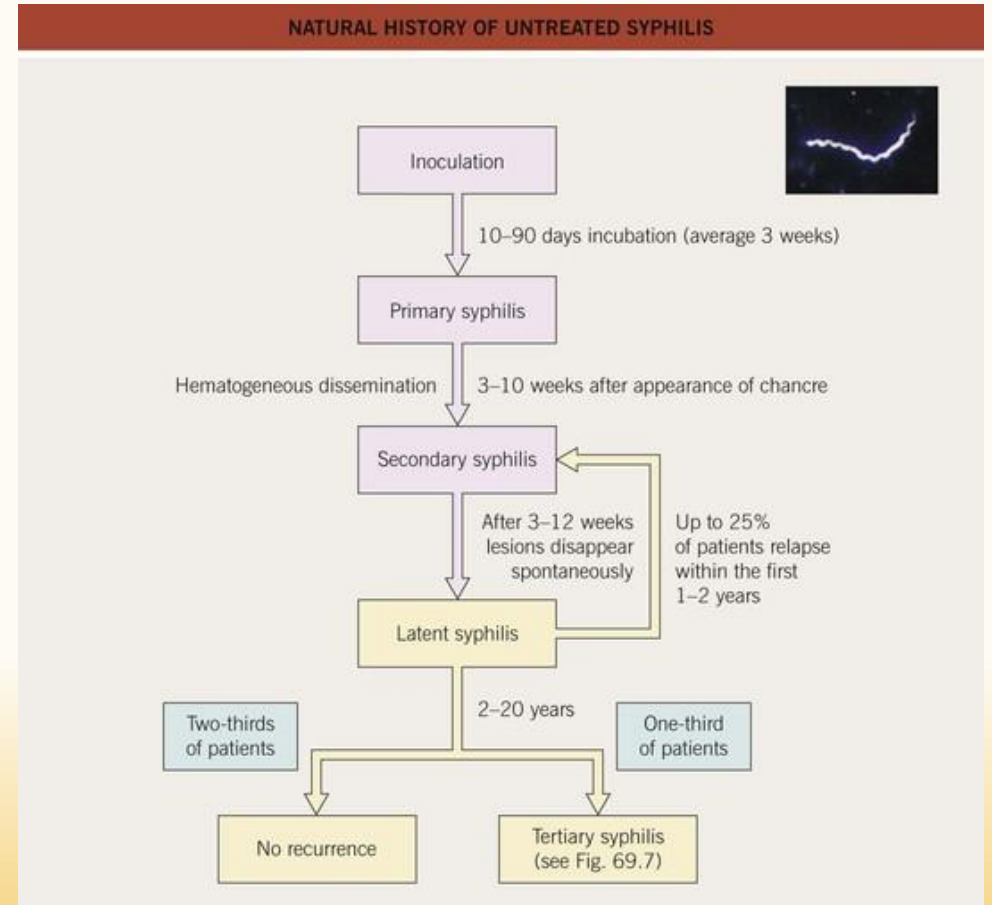 NATURAL HISTORY OF UNTREATED SYPHILIS
Inoculation
10–90 days incubation (average 3 weeks)
Primary syphilis
Hematogeneous dissemination
3–10 weeks after appearance of chancre
Secondary syphilis
After 3–12 weeks
lesions disappear
spontaneously
Up to 25%
of patients relapse
within the first
1–2 years
Latent syphilis
2–20 years
Two-thirds
of patients
One-third
of patients
No recurrence
Tertiary syphilis
(see Fig. 69.7)